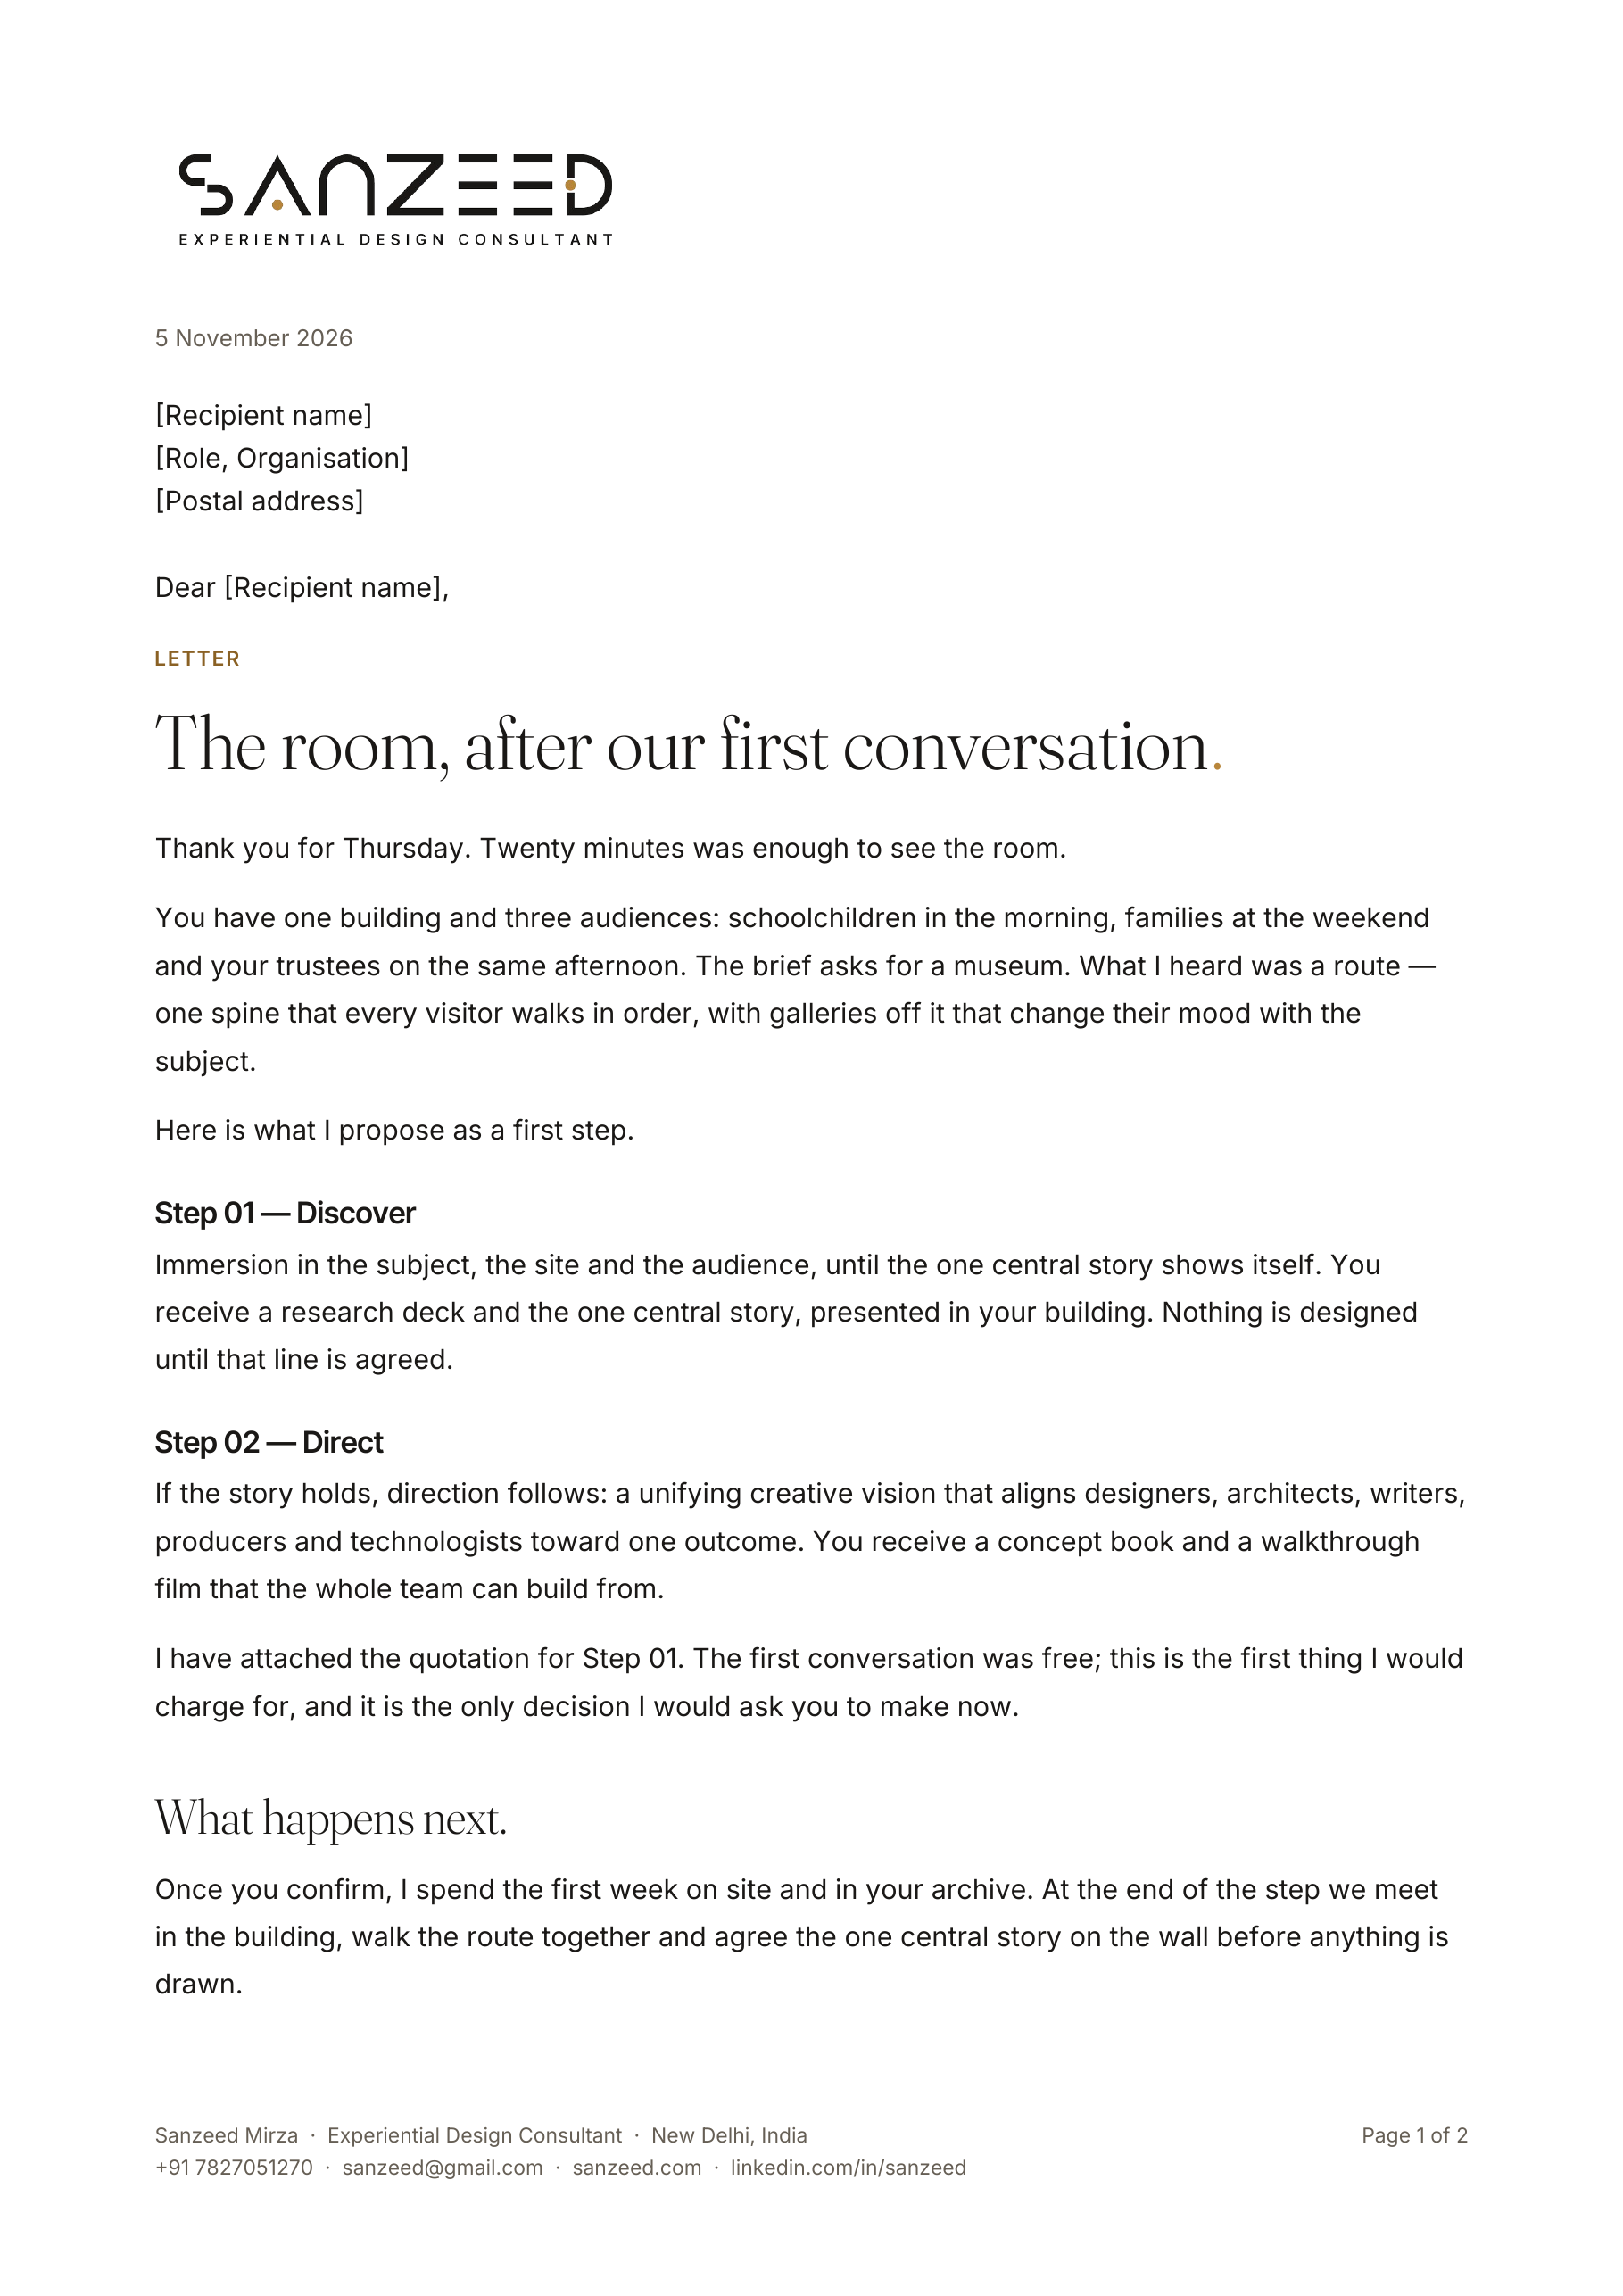 SANZEED
EXPERIENTIAL DESIGN CONSULTANT
5 November 2026
[Recipient name]
[Role, Organisation]
[Postal address]
Dear [Recipient name],
LETTER
The room, after our first conversation.
Thank you for Thursday. Twenty minutes was enough to see the room.
You have one building and three audiences: schoolchildren in the morning, families at the weekend
and your trustees on the same afternoon. The brief asks for a museum. What I heard was a route —
one spine that every visitor walks in order, with galleries off it that change their mood with the
subject.
Here is what I propose as a first step.
Step 01 — Discover
Immersion in the subject, the site and the audience, until the one central story shows itself. You
receive a research deck and the one central story, presented in your building. Nothing is designed
until that line is agreed.
Step 02 — Direct
If the story holds, direction follows: a unifying creative vision that aligns designers, architects, writers,
producers and technologists toward one outcome. You receive a concept book and a walkthrough
film that the whole team can build from.
I have attached the quotation for Step 01. The first conversation was free; this is the first thing I would
charge for, and it is the only decision I would ask you to make now.
What happens next.
Once you confirm, I spend the first week on site and in your archive. At the end of the step we meet
in the building, walk the route together and agree the one central story on the wall before anything is
drawn.
Sanzeed Mirza · Experiential Design Consultant · New Delhi, India
Page 1 of 2
+91 7827051270 · sanzeed@gmail.com · sanzeed.com · linkedin.com/in/sanzeed